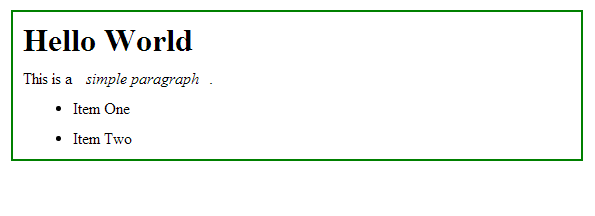 Hello World
This is a simple paragraph .
• Item One
• Item Two